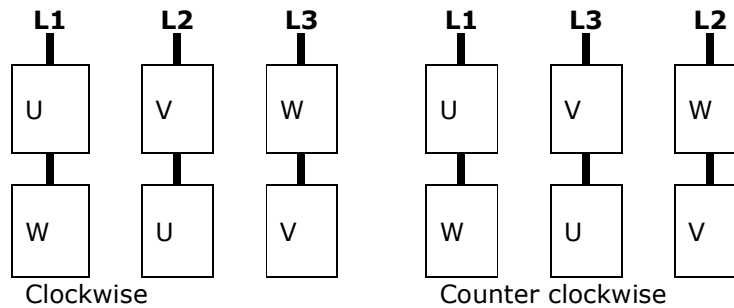 L1 L2 L3 L1 L3 L2
U V W U V W
W U V W U V
Clockwise Counter clockwise